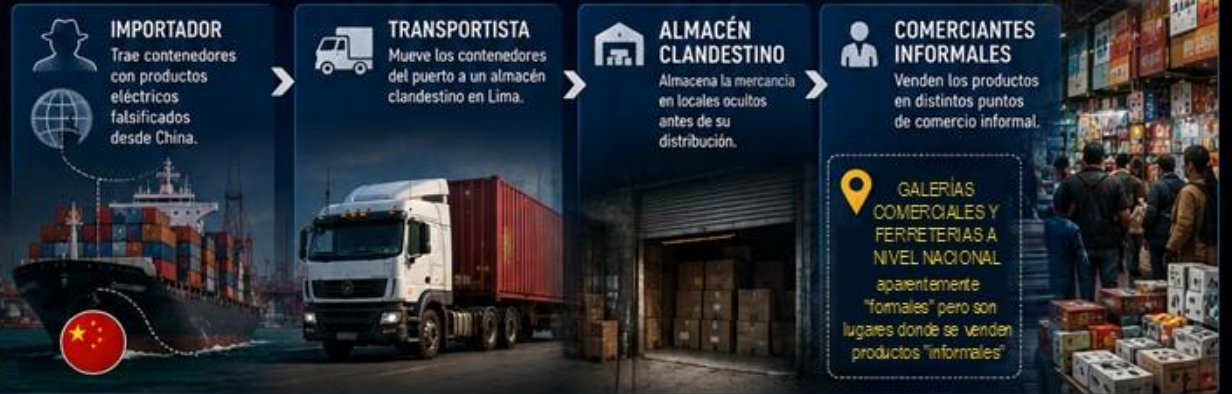 IMPORTADOR
Trae contenedores
con productos
eléctricos
falsificados
desde China.
TRANSPORTISTA
Mueve los contenedores
del puerto a un almacén
clandestino en Lima.
ALMACÉN
CLANDESTINO
Almacena la mercancía
en locales ocultos
antes de su
distribución.
COMERCIANTES
INFORMALES
Venden los productos
en distintos puntos
de comercio informal.
GALERÍAS
COMERCIALES Y
FERRETERIAS A
NIVEL NACIONAL
aparentemente
"formales" pero son
lugares donde se venden
productos "informales"